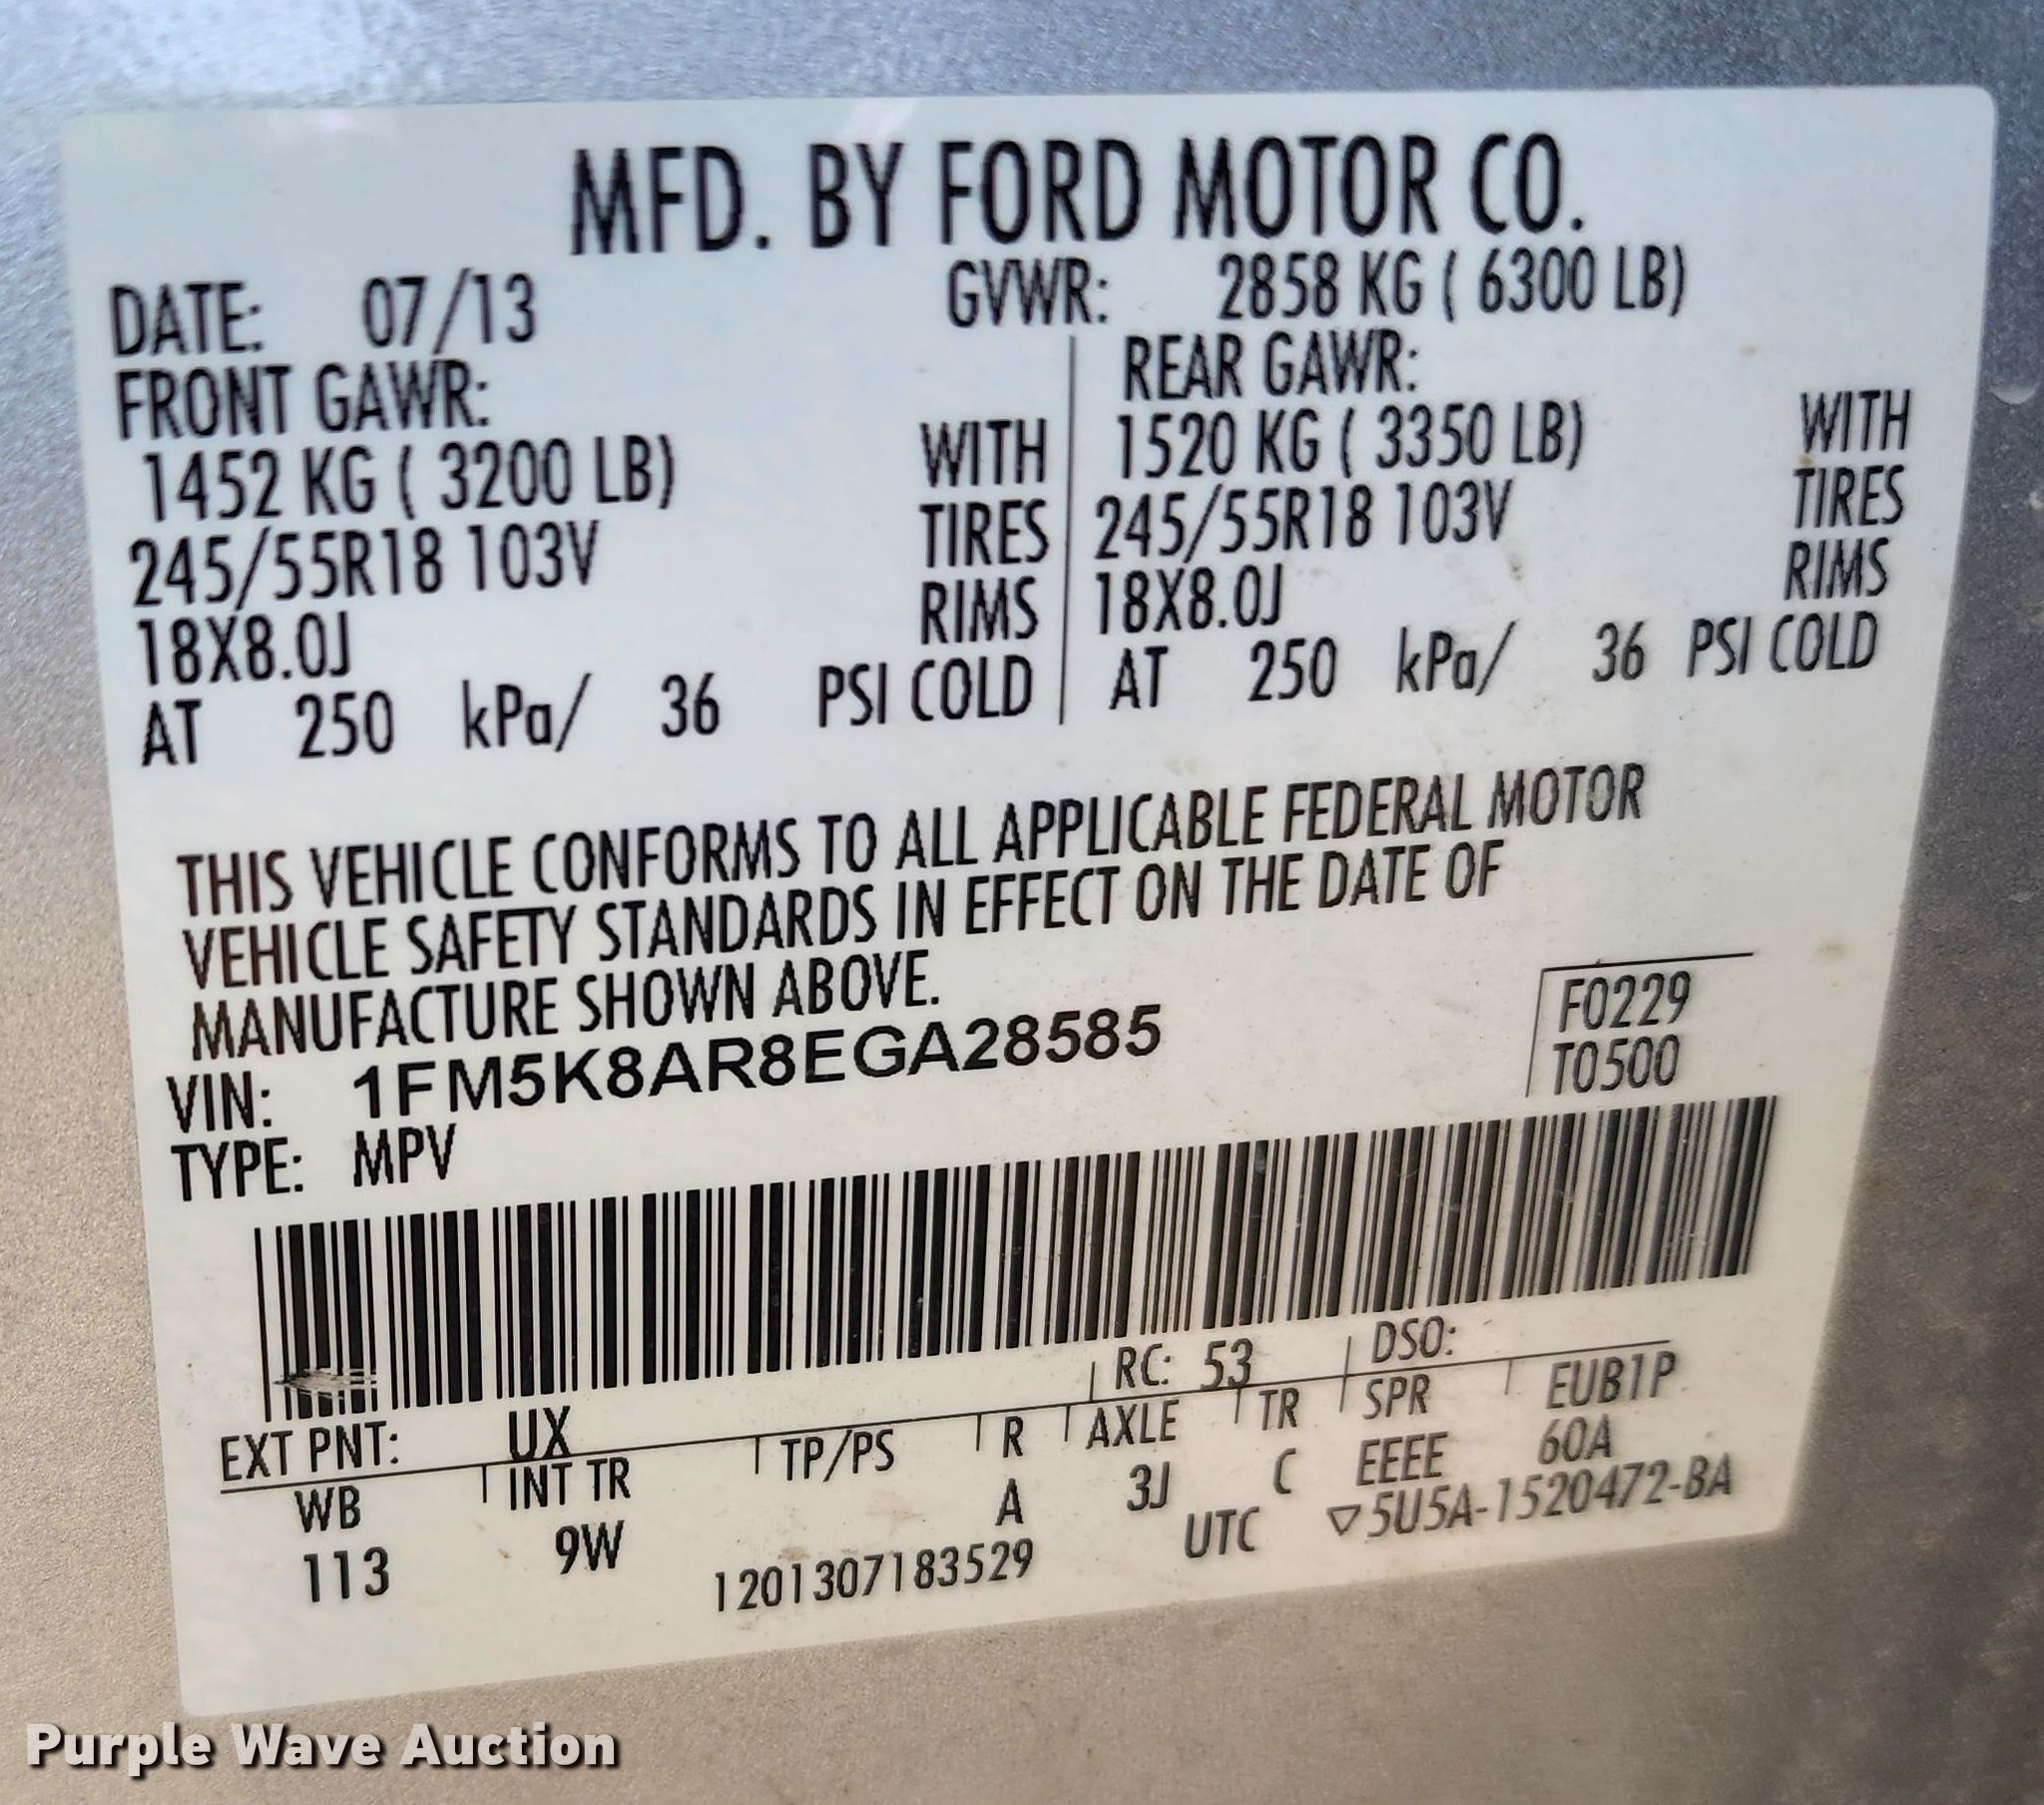 MFD. BY FORD MOTOR CO.
DATE: 07/13 GVWR: 2858 KG ( 6300 LB)
FRONT GAWR: REAR GAWR:
1452 KG ( 3200 LB) WITH 1520 KG ( 3350 LB) WITH
245/55R18 103V TIRES 245/55R18 103V TIRES
18X8.0J RIMS 18X8.0J RIMS
AT 250 kPa/ 36 PSI COLD AT 250 kPa/ 36 PSI COLD
THIS VEHICLE CONFORMS TO ALL APPLICABLE FEDERAL MOTOR
VEHICLE SAFETY STANDARDS IN EFFECT ON THE DATE OF
MANUFACTURE SHOWN ABOVE.
VIN: 1FM5K8AR8EGA28585 F0229
TYPE: MPV T0500
RC: 53 DSO:
EXT PNT: UX EUB1P
WB INT TR TP/PS R AXLE TR SPR 60A
113 9W A 3J C EEEE
1201307183529 UTC ▽5U5A-1520472-BA
Purple Wave Auction